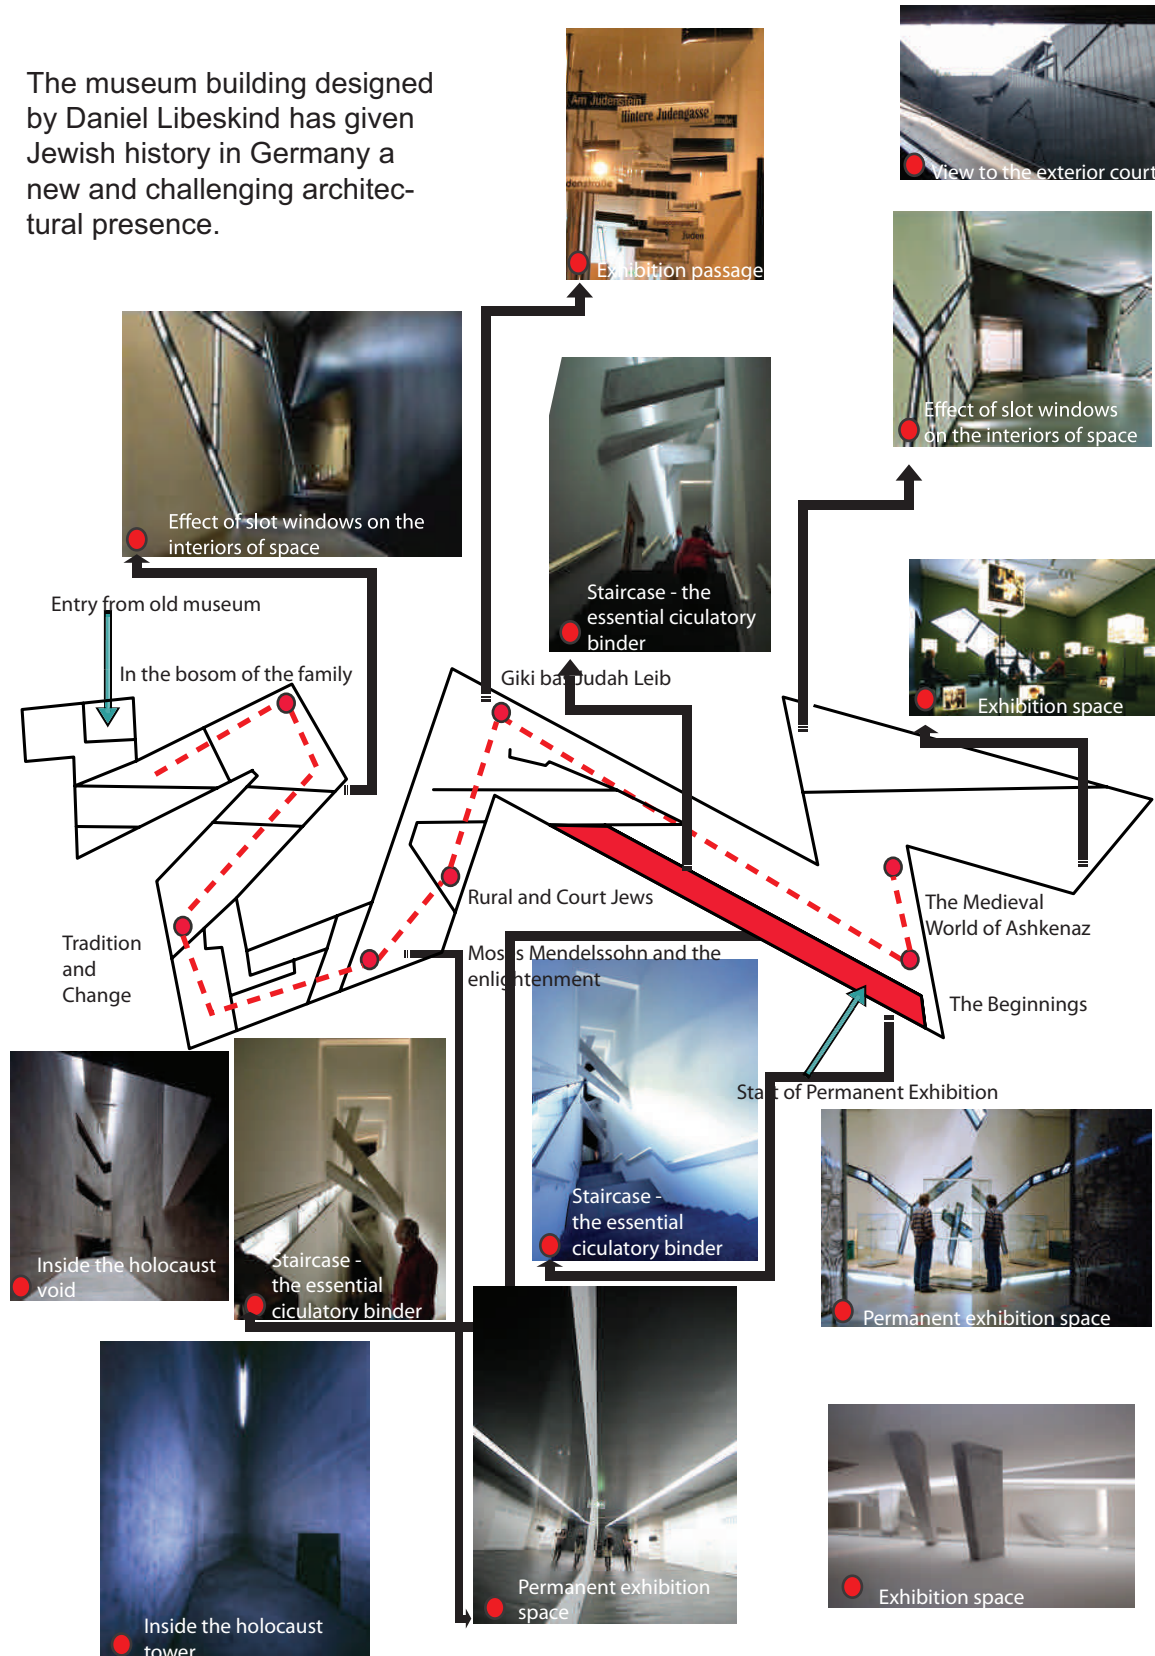 The museum building designed
by Daniel Libeskind has given
Jewish history in Germany a
new and challenging architec-
tural presence.
Am Judenstein
Hintere Judengasse
denstraße
Juden
Exhibition passage
View to the exterior court
Effect of slot windows
on the interiors of space
Effect of slot windows on the
interiors of space
Staircase - the
essential ciculatory
binder
Exhibition space
Entry from old museum
In the bosom of the family
Giki bas Judah Leib
Rural and Court Jews
The Medieval
World of Ashkenaz
Tradition
and
Change
Moses Mendelssohn and the
enlightenment
The Beginnings
Start of Permanent Exhibition
Inside the holocaust
void
Staircase -
the essential
ciculatory binder
Staircase -
the essential
ciculatory binder
Permanent exhibition space
Inside the holocaust
tower
Permanent exhibition
space
Exhibition space